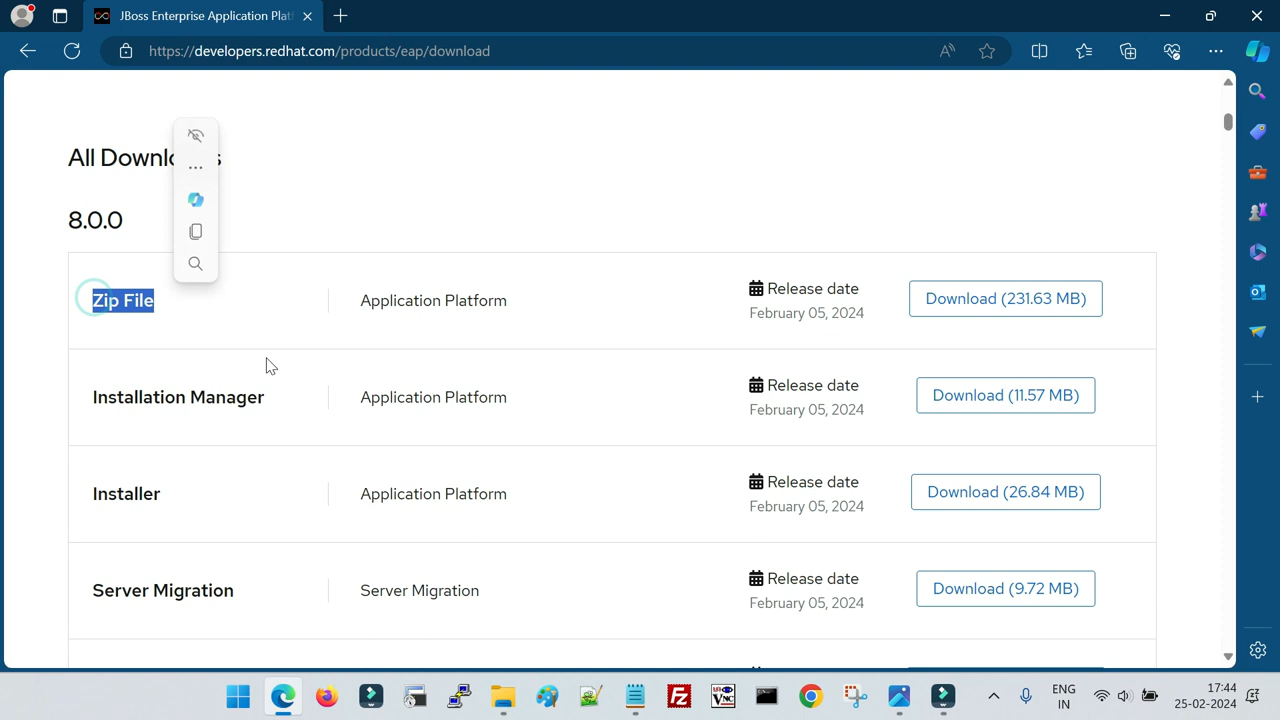 JBoss Enterprise Application Plat
https://developers.redhat.com/products/eap/download
All Downl s
8.0.0
Zip File
Application Platform
Release date
February 05, 2024
Download (231.63 MB)
Installation Manager
Application Platform
Release date
February 05, 2024
Download (11.57 MB)
Installer
Application Platform
Release date
February 05, 2024
Download (26.84 MB)
Server Migration
Server Migration
Release date
February 05, 2024
Download (9.72 MB)
ENG
IN
17:44
25-02-2024